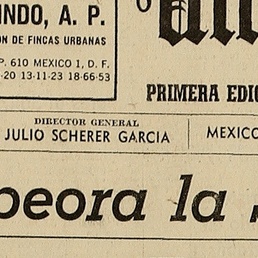 INDO, A. P.
ON DE FINCAS URBANAS
P. 610 MEXICO 1, D. F.
-20 13-11-23 18-66-53
PRIMERA EDIC
DIRECTOR GENERAL
JULIO SCHERER GARCIA
MEXICO
peora la